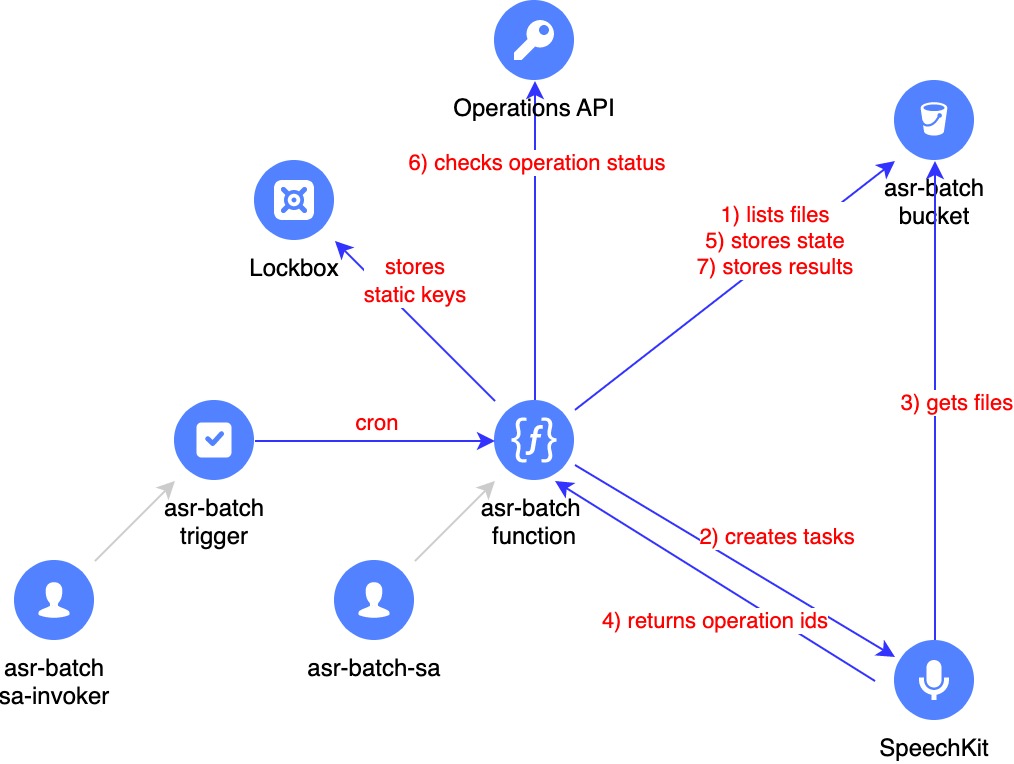 Operations API
6) checks operation status
asr-batch
bucket
1) lists files
5) stores state
7) stores results
Lockbox
stores
static keys
3) gets files
cron
asr-batch
trigger
asr-batch
function
2) creates tasks
4) returns operation ids
asr-batch
sa-invoker
asr-batch-sa
SpeechKit